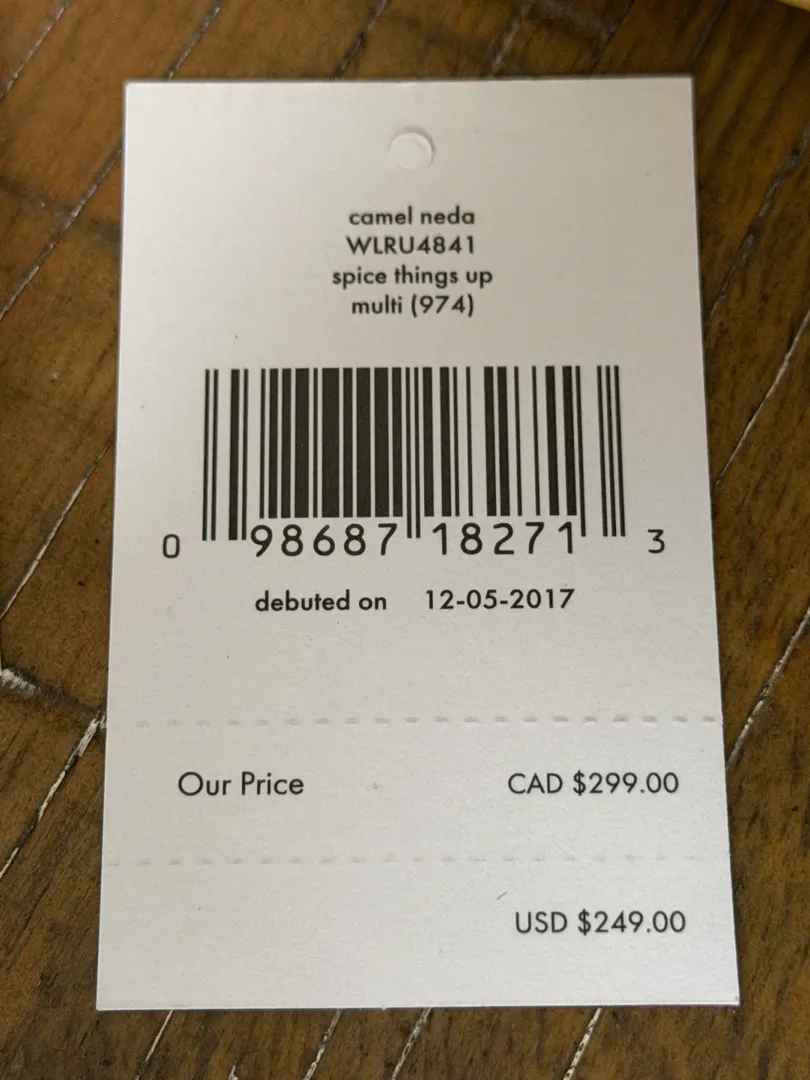 camel neda
WLRU4841
spice things up
multi (974)
0 98687 18271 3
debuted on 12-05-2017
Our Price CAD $299.00
USD $249.00